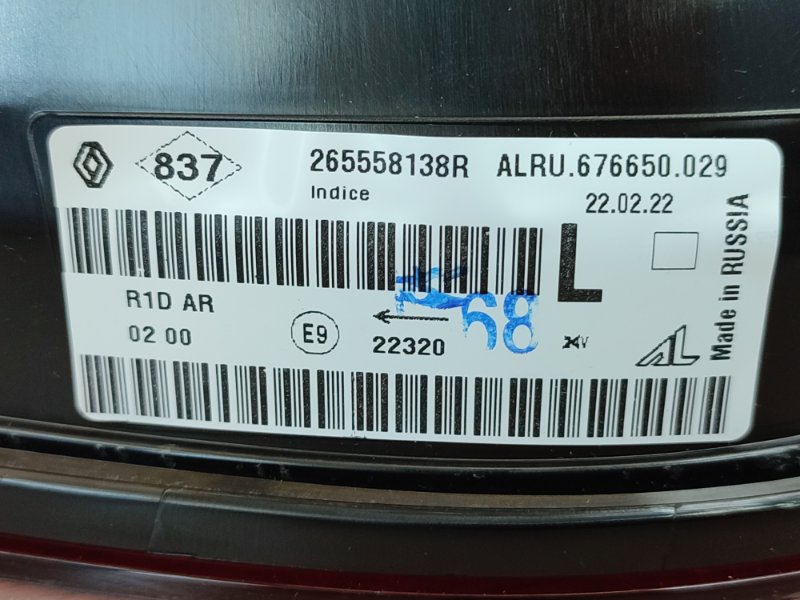 837 265558138R ALRU.676650.029
Indice 22.02.22
L
R1D AR
02 00 E9 22320
68
AL
Made in RUSSIA